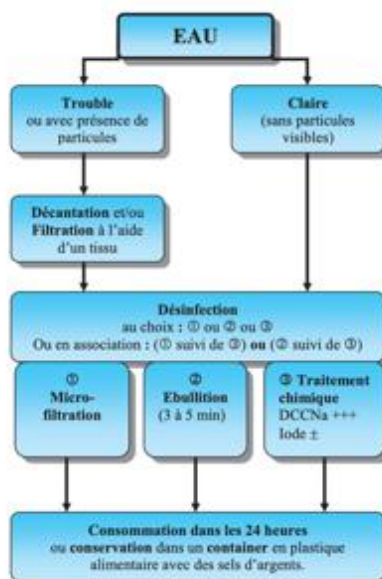 EAU
Trouble
ou avec présence de
particules
Claire
(sans particules
visibles)
Décantation et/ou
Filtration à l'aide
d'un tissu
Désinfection
au choix : ① ou ② ou ③
Ou en association : (① suivi de ③) ou (② suivi de ③)
①
Micro-
filtration
②
Ebullition
(3 à 5 min)
③ Traitement
chimique
DCCNa +++
Iode ±
Consommation dans les 24 heures
ou conservation dans un container en plastique
alimentaire avec des sels d'argents.